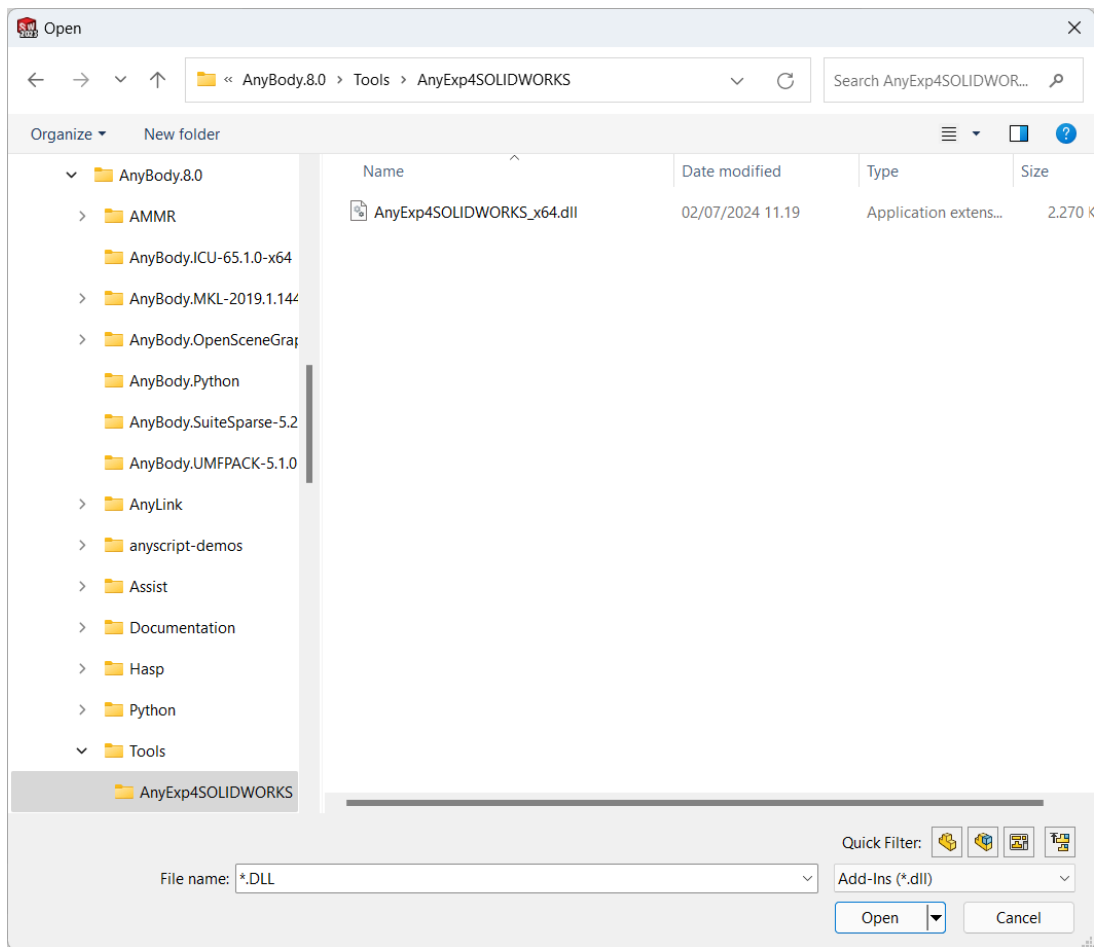 SW 2023 Open
« AnyBody.8.0 > Tools > AnyExp4SOLIDWORKS
Search AnyExp4SOLIDWOR...
Organize New folder
?
AnyBody.8.0
AMMR
AnyBody.ICU-65.1.0-x64
AnyBody.MKL-2019.1.144
AnyBody.OpenSceneGrap
AnyBody.Python
AnyBody.SuiteSparse-5.2
AnyBody.UMFPACK-5.1.0
AnyLink
anyscript-demos
Assist
Documentation
Hasp
Python
Tools
AnyExp4SOLIDWORKS
Name Date modified Type Size
AnyExp4SOLIDWORKS_x64.dll 02/07/2024 11.19 Application extens... 2.270 K
Quick Filter:
File name: *.DLL Add-Ins (*.dll)
Open Cancel